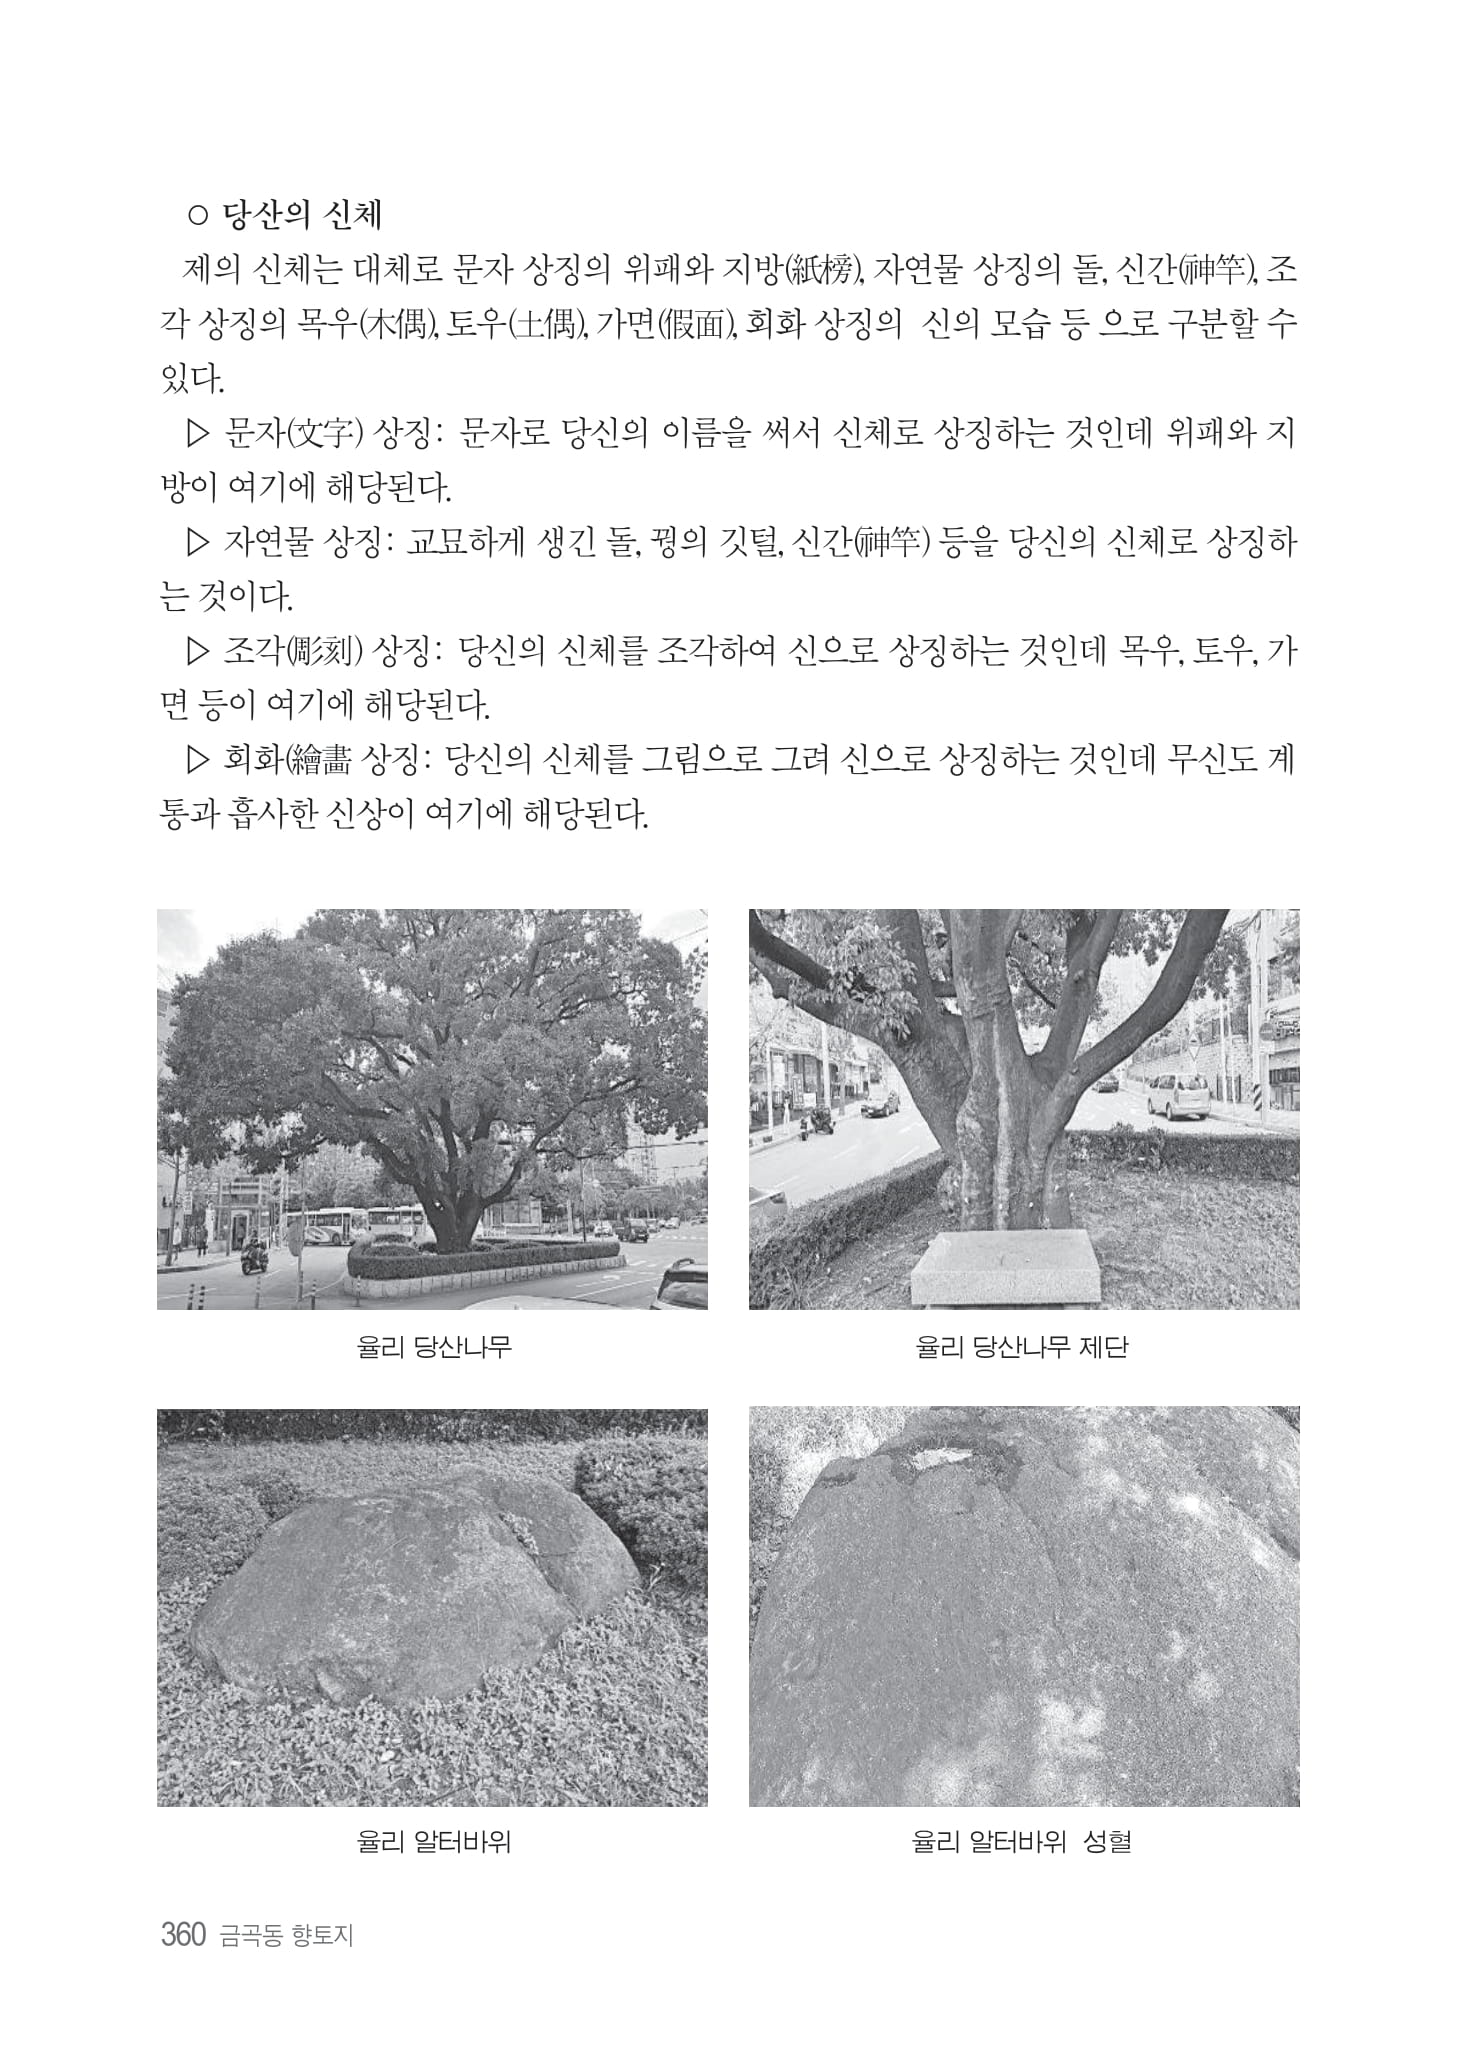 ○ 당산의 신체
제의 신체는 대체로 문자 상징의 위패와 지방(紙榜), 자연물 상징의 돌, 신간(神竿), 조
각 상징의 목우(木偶), 토우(土偶), 가면(假面), 회화 상징의 신의 모습 등 으로 구분할 수
있다.
▷ 문자(文字) 상징: 문자로 당신의 이름을 써서 신체로 상징하는 것인데 위패와 지
방이 여기에 해당된다.
▷ 자연물 상징: 교묘하게 생긴 돌, 꿩의 깃털, 신간(神竿) 등을 당신의 신체로 상징하
는 것이다.
▷ 조각(彫刻) 상징: 당신의 신체를 조각하여 신으로 상징하는 것인데 목우, 토우, 가
면 등이 여기에 해당된다.
▷ 회화(繪畵 상징: 당신의 신체를 그림으로 그려 신으로 상징하는 것인데 무신도 계
통과 흡사한 신상이 여기에 해당된다.
율리 당산나무
율리 당산나무 제단
율리 알터바위
율리 알터바위 성혈
360 금곡동 향토지